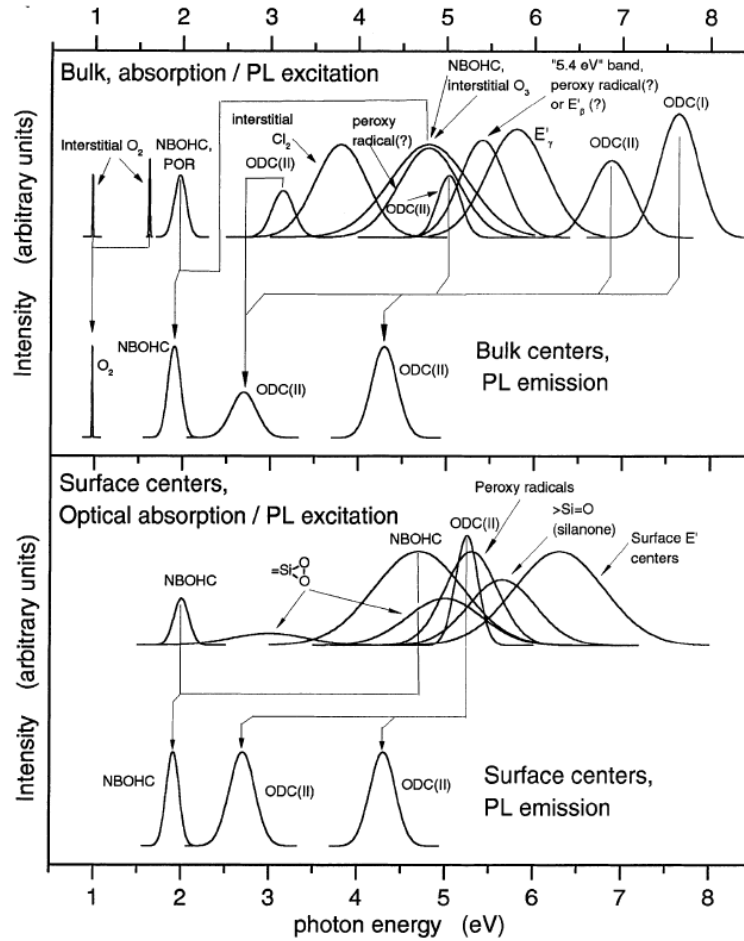 1 2 3 4 5 6 7 8
Bulk, absorption / PL excitation
NBOHC,
interstitial O₃
"5.4 eV" band,
peroxy radical(?)
or E'β (?)
ODC(I)
Interstitial O₂
NBOHC,
POR
interstitial
Cl₂
ODC(II)
peroxy
radical(?)
ODC(II)
E'γ
ODC(II)
Intensity (arbitrary units)
O₂
NBOHC
ODC(II)
ODC(II)
Bulk centers,
PL emission
Surface centers,
Optical absorption / PL excitation
Peroxy radicals
>Si=O
(silanone)
Surface E'
centers
NBOHC
=Si
O
O
NBOHC
ODC(II)
Intensity (arbitrary units)
NBOHC
ODC(II)
ODC(II)
Surface centers,
PL emission
1 2 3 4 5 6 7 8
photon energy (eV)